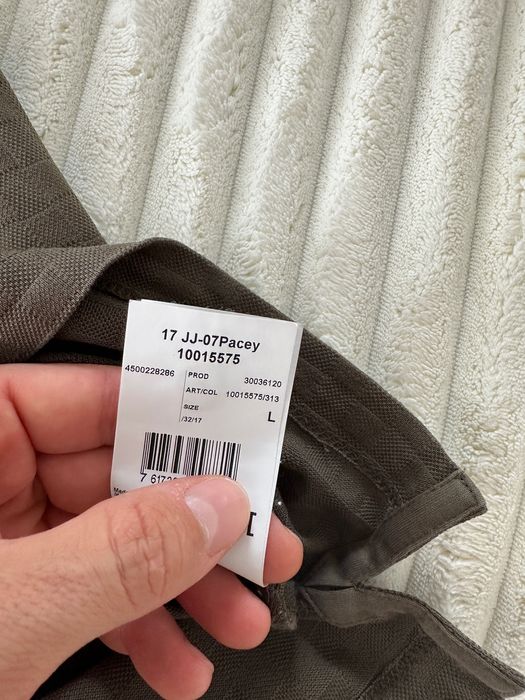 17 JJ-07Pacey
10015575
4500228286 PROD 30036120
ART/COL 10015575/313
SIZE L
/32/17